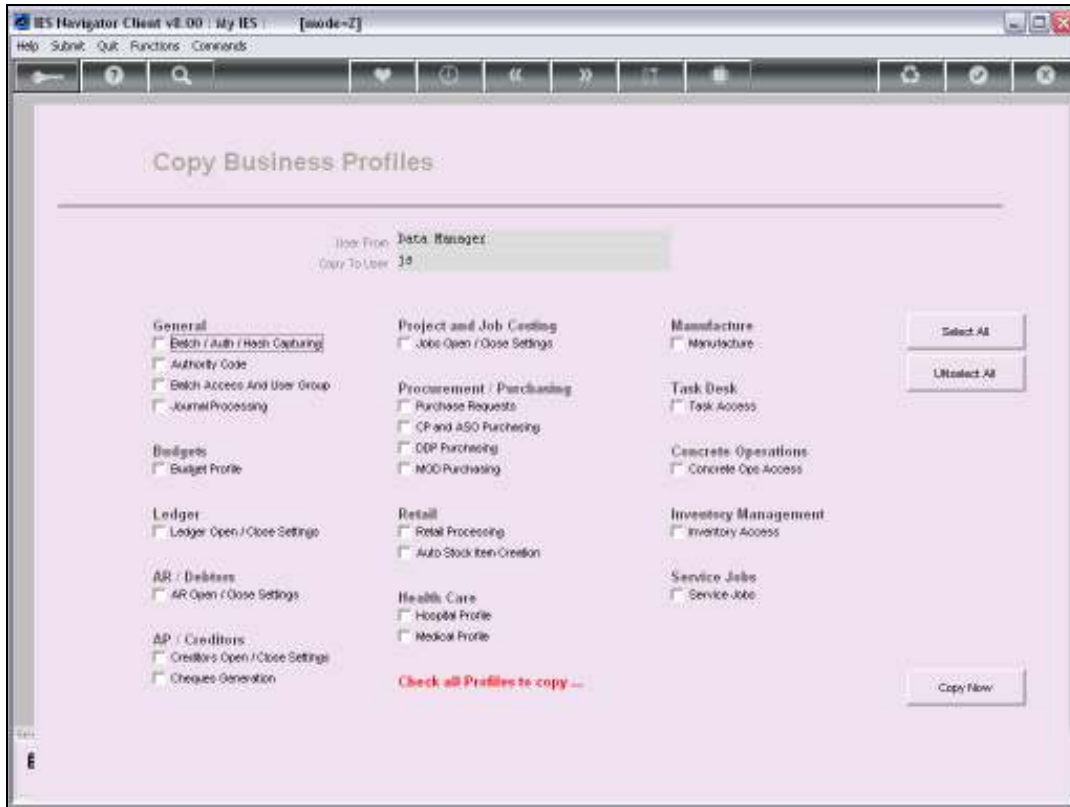 IES Navigator Client v8.00 : My IES : [mode=Z]
Help Submit Quit Functions Commands
Copy Business Profiles
User From Data Manager
Copy To User
General
Batch / Auth / Hash Capturing
Authority Code
Batch Access And User Group
Journal Processing
Budgets
Budget Profile
Ledger
Ledger Open / Close Settings
AR / Debtors
AR Open / Close Settings
AP / Creditors
Creditors Open / Close Settings
Cheques Generation
Project and Job Costing
Jobs Open / Close Settings
Procurement / Purchasing
Purchase Requests
CP and ASO Purchasing
ODP Purchasing
MOD Purchasing
Retail
Retail Processing
Auto Stock Item Creation
Health Care
Hospital Profile
Medical Profile
Check all Profiles to copy ...
Manufacture
Manufacture
Task Desk
Task Access
Concrete Operations
Concrete Ops Access
Inventory Management
Inventory Access
Service Jobs
Service Jobs
Select All
UNselect All
Copy Now